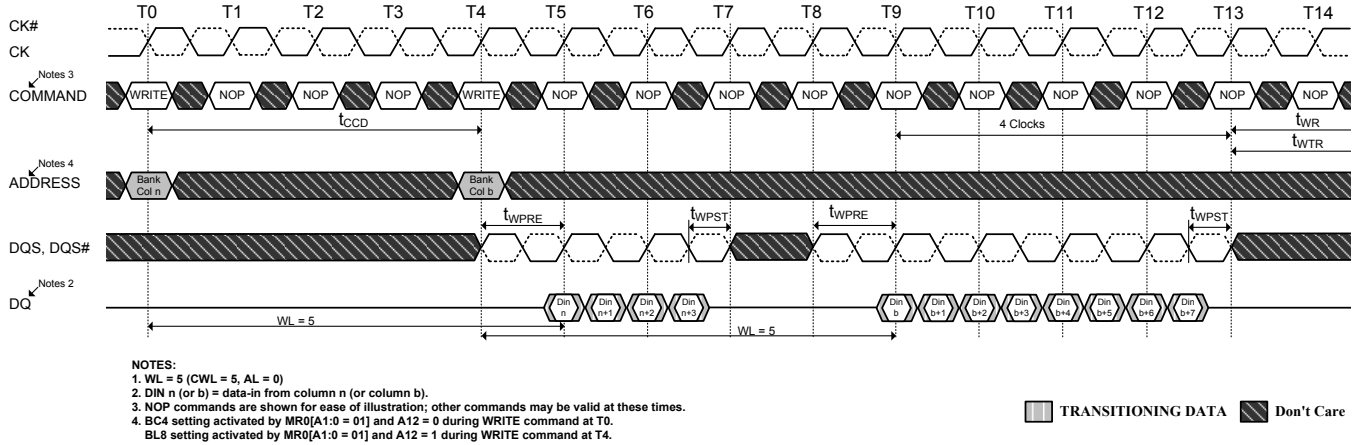 T0 T1 T2 T3 T4 T5 T6 T7 T8 T9 T10 T11 T12 T13 T14
CK#
CK
Notes 3
COMMAND WRITE NOP NOP NOP WRITE NOP NOP NOP NOP NOP NOP NOP NOP NOP NOP
tCCD 4 Clocks tWR
tWTR
Notes 4
ADDRESS
Bank Bank
Col n Col b
tWPRE tWPST tWPRE tWPST
DQS, DQS#
Notes 2
DQ
Din Din Din Din Din Din Din Din Din Din Din Din
n n+1 n+2 n+3 b b+1 b+2 b+3 b+4 b+5 b+6 b+7
WL = 5
WL = 5
NOTES:
1. WL = 5 (CWL = 5, AL = 0)
2. DIN n (or b) = data-in from column n (or column b).
3. NOP commands are shown for ease of illustration; other commands may be valid at these times.
4. BC4 setting activated by MR0[A1:0 = 01] and A12 = 0 during WRITE command at T0.
BL8 setting activated by MR0[A1:0 = 01] and A12 = 1 during WRITE command at T4.
TRANSITIONING DATA Don't Care